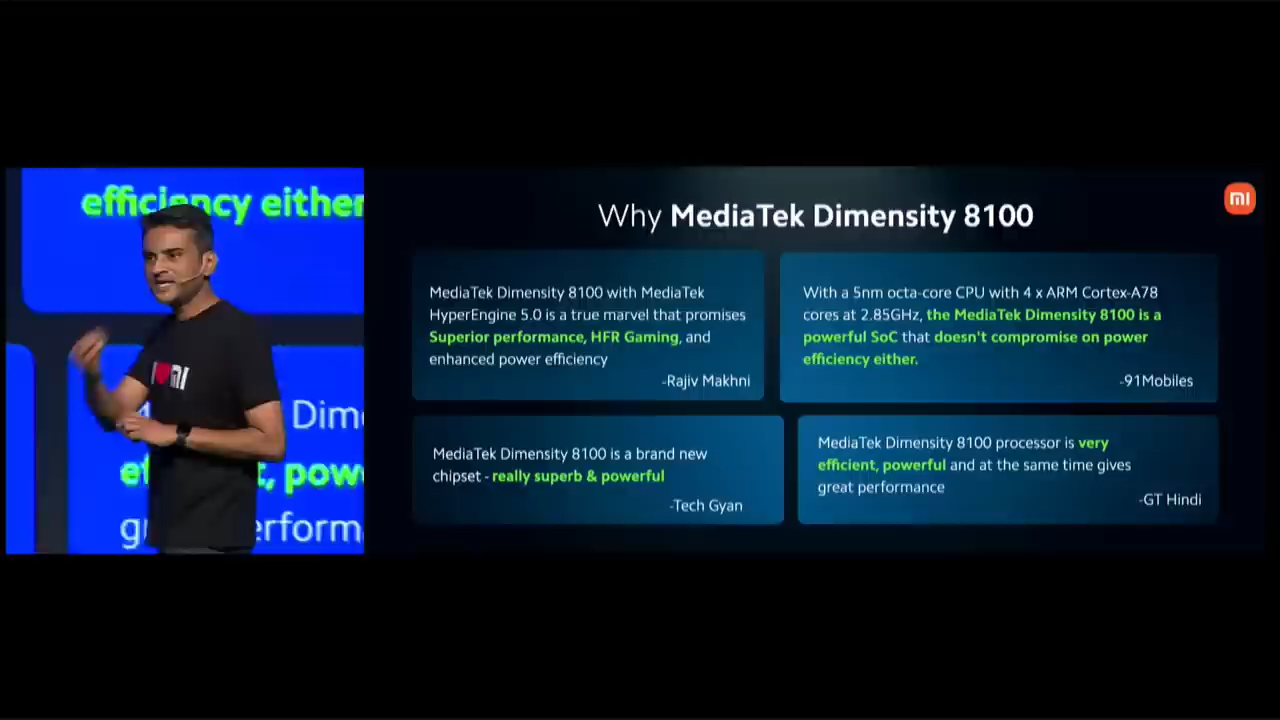 efficiency either
Dim
t, pow
erform
MI
Why MediaTek Dimensity 8100
mi
MediaTek Dimensity 8100 with MediaTek
HyperEngine 5.0 is a true marvel that promises
Superior performance, HFR Gaming, and
enhanced power efficiency
-Rajiv Makhni
With a 5nm octa-core CPU with 4 x ARM Cortex-A78
cores at 2.85GHz, the MediaTek Dimensity 8100 is a
powerful SoC that doesn't compromise on power
efficiency either.
-91Mobiles
MediaTek Dimensity 8100 is a brand new
chipset - really superb & powerful
-Tech Gyan
MediaTek Dimensity 8100 processor is very
efficient, powerful and at the same time gives
great performance
-GT Hindi